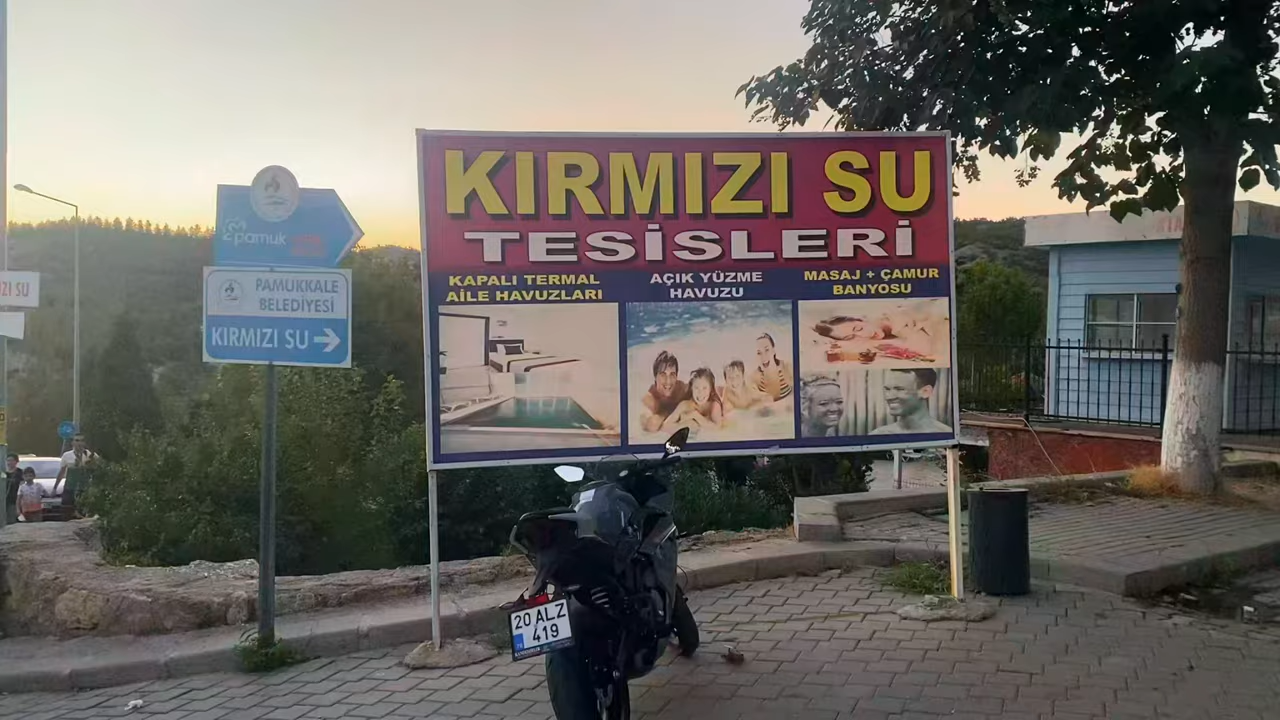 pamuk
PAMUKKALE
BELEDİYESİ
KIRMIZI SU
SU
KIRMIZI SU
TESİSLERİ
KAPALI TERMAL
AİLE HAVUZLARI
AÇIK YÜZME
HAVUZU
MASAJ + ÇAMUR
BANYOSU
20 ALZ
419